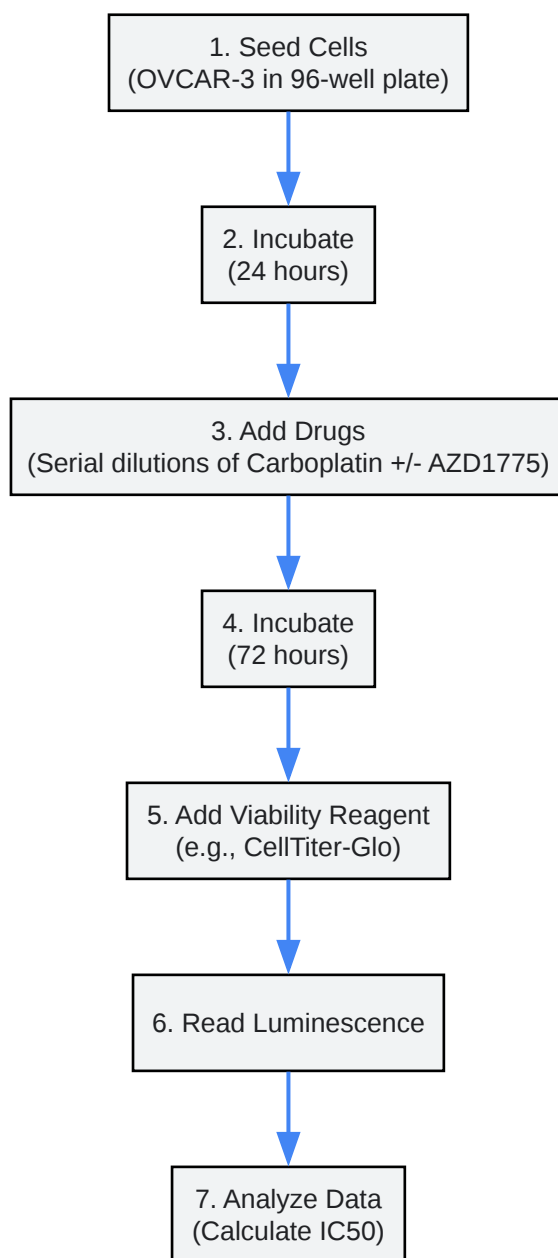 1. Seed Cells
(OVCAR-3 in 96-well plate)
2. Incubate
(24 hours)
3. Add Drugs
(Serial dilutions of Carboplatin +/- AZD1775)
4. Incubate
(72 hours)
5. Add Viability Reagent
(e.g., CellTiter-Glo)
6. Read Luminescence
7. Analyze Data
(Calculate IC50)